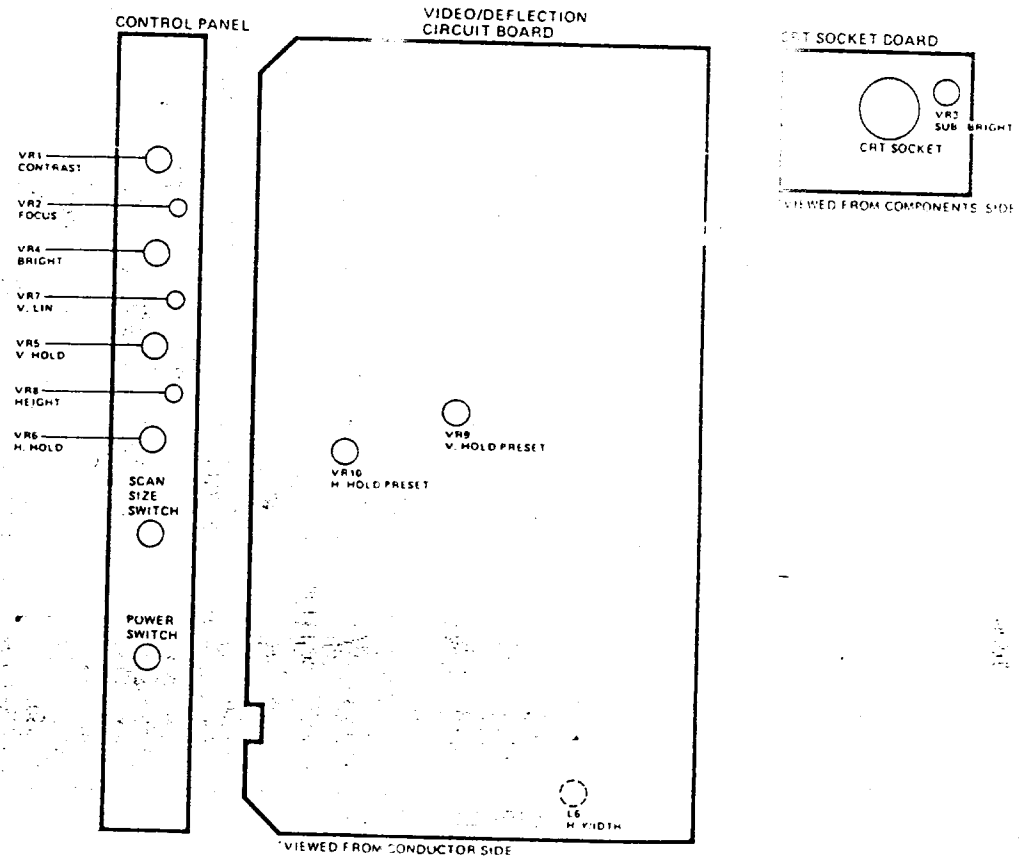 CONTROL PANEL
VR1
CONTRAST
VR2
FOCUS
VR4
BRIGHT
VR7
V. LIN
VR5
V. HOLD
VR8
HEIGHT
VR6
H. HOLD
SCAN
SIZE
SWITCH
POWER
SWITCH
VIDEO/DEFLECTION
CIRCUIT BOARD
VR9
V. HOLD PRESET
VR10
H. HOLD PRESET
L6
H. WIDTH
VIEWED FROM CONDUCTOR SIDE
CRT SOCKET BOARD
VR3
SUB BRIGHT
CRT SOCKET
VIEWED FROM COMPONENTS SIDE